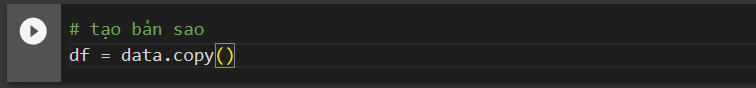 # tạo bản sao
df = data.copy()